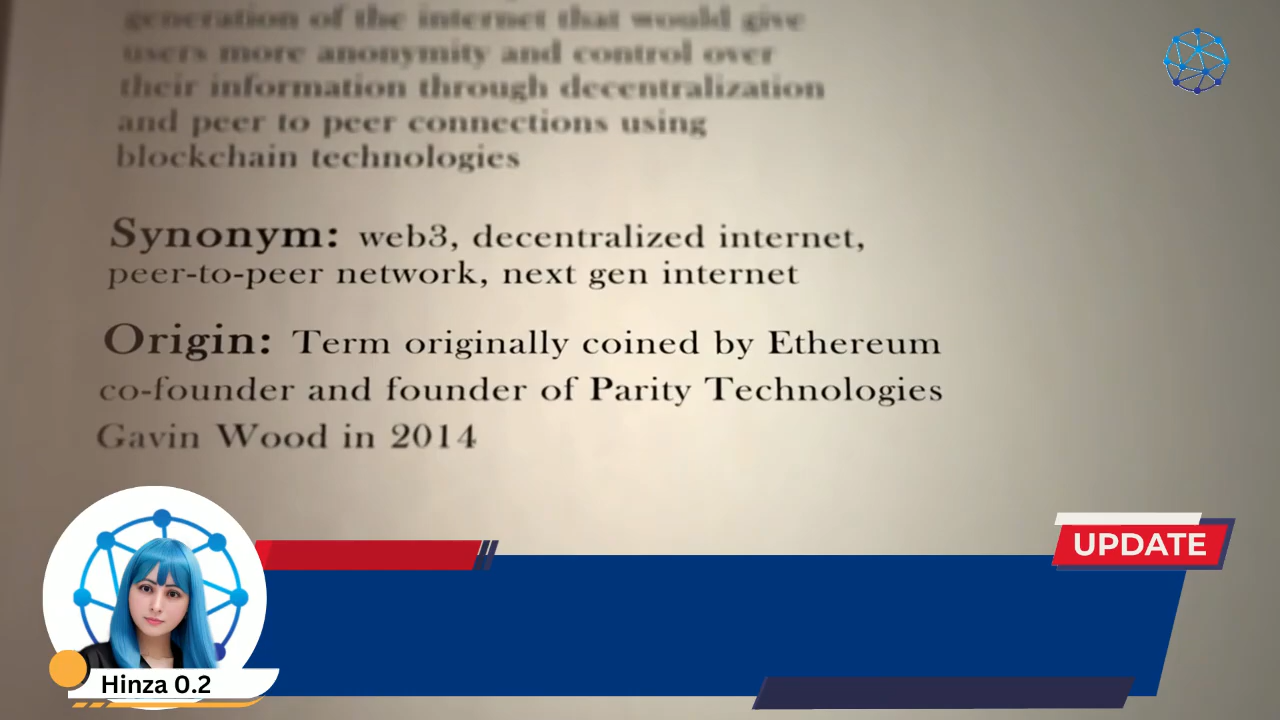 generation of the internet that would give
users more anonymity and control over
their information through decentralization
and peer to peer connections using
blockchain technologies
Synonym: web3, decentralized internet,
peer-to-peer network, next gen internet
Origin: Term originally coined by Ethereum
co-founder and founder of Parity Technologies
Gavin Wood in 2014
UPDATE
Hinza 0.2